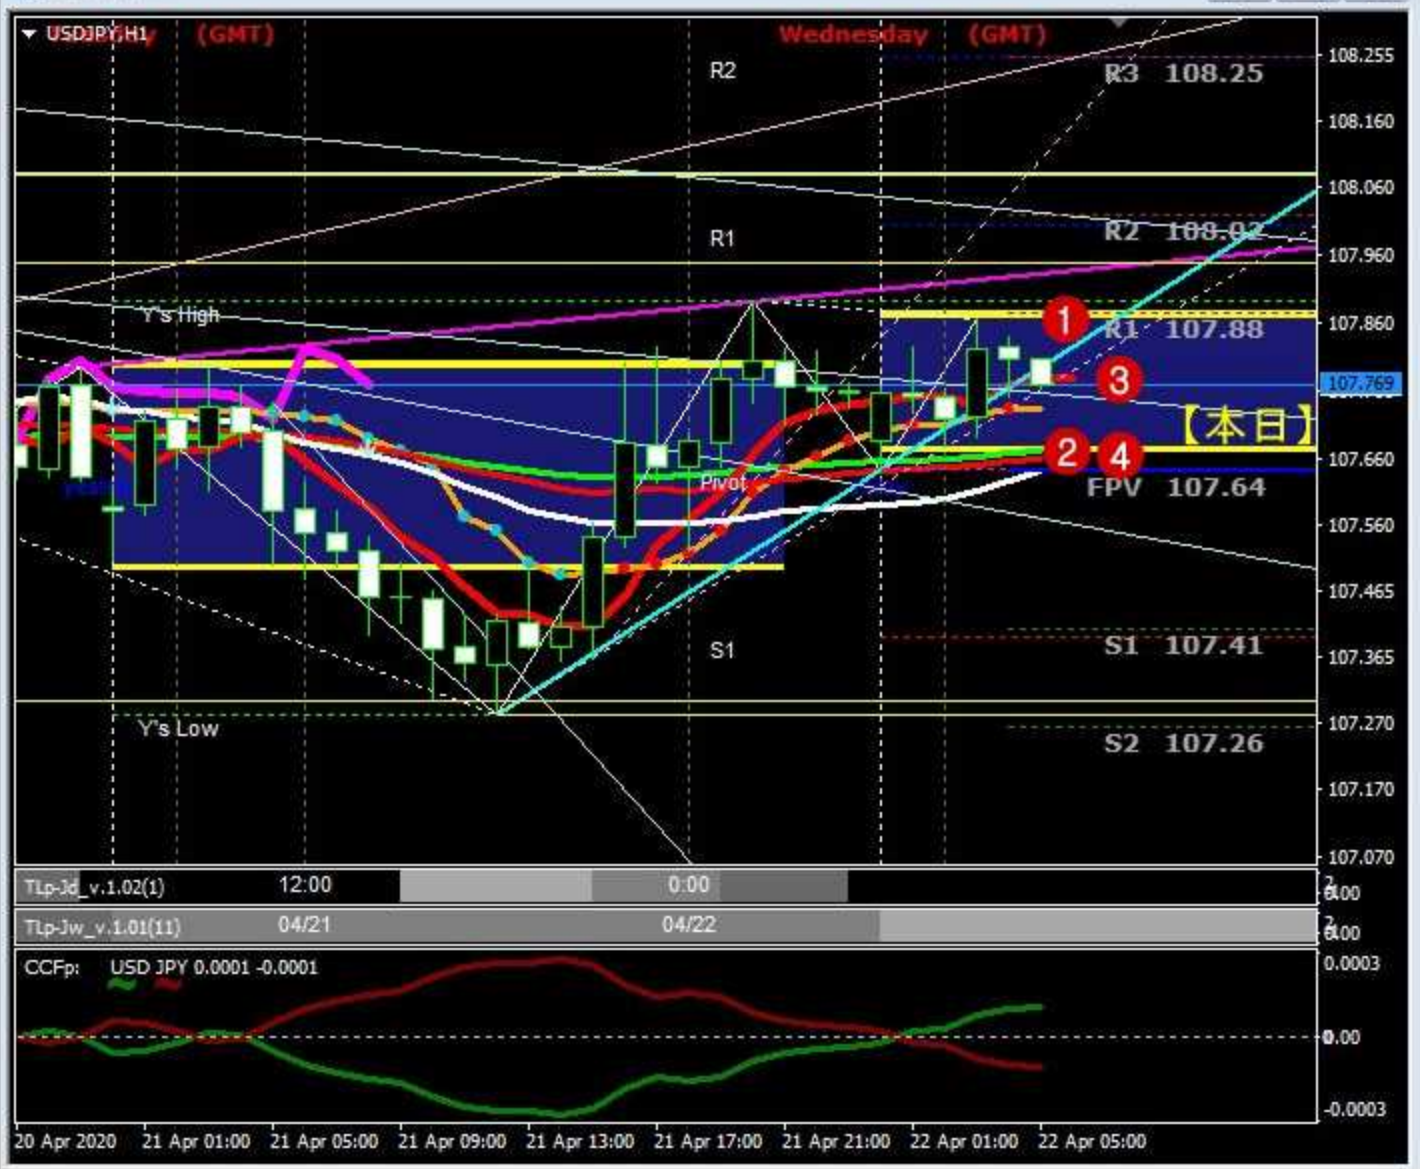 USDJPY,H1
(GMT)
Wednesday (GMT)
R2
R3 108.25
108.255
108.160
108.060
R1
R2 108.02
107.960
Y's High
1
R1 107.88
107.860
3
107.769
【本日】
2 4
107.660
Pivot
FPV 107.64
107.560
107.465
S1
S1 107.41
107.365
107.270
Y's Low
S2 107.26
107.170
107.070
TLp-Jd_v.1.02(1) 12:00 0:00
TLp-Jw_v.1.01(11) 04/21 04/22
CCFp: USD JPY 0.0001 -0.0001
0.0003
0.00
-0.0003
20 Apr 2020 21 Apr 01:00 21 Apr 05:00 21 Apr 09:00 21 Apr 13:00 21 Apr 17:00 21 Apr 21:00 22 Apr 01:00 22 Apr 05:00